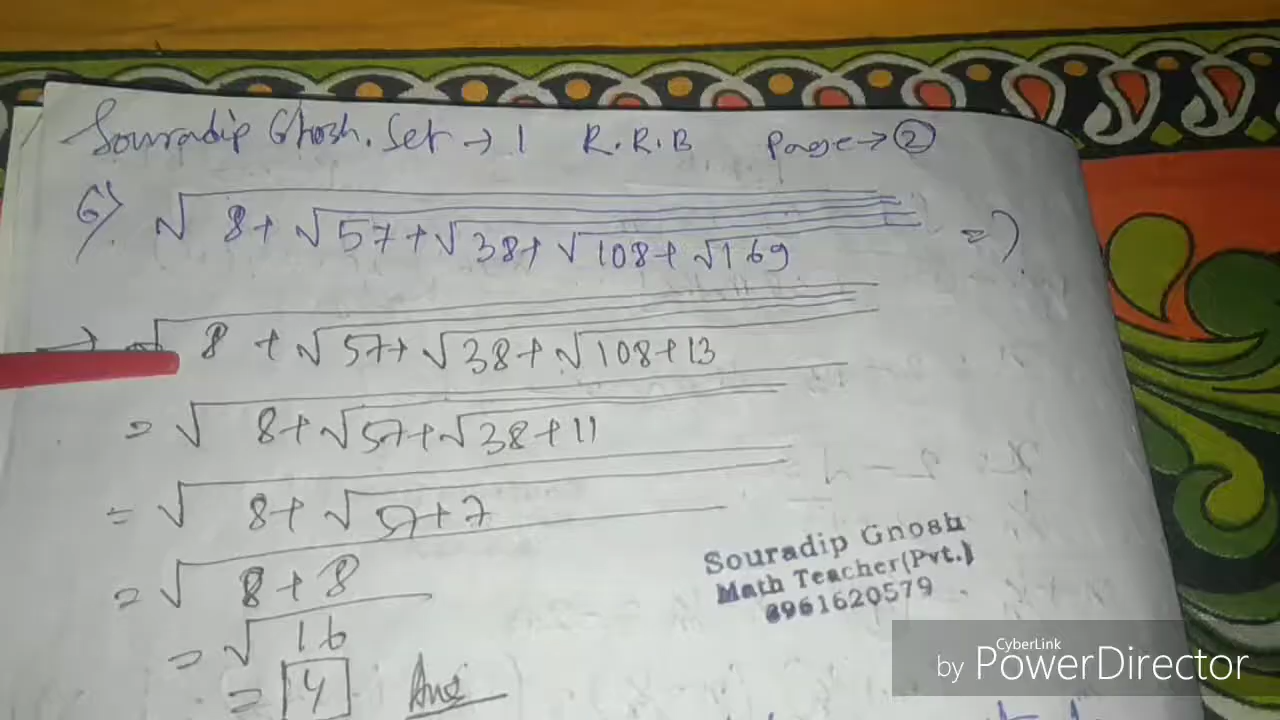 Souradip Ghosh. Set → 1 R.R.B Page → ②
6). √8+√57+√38+√108+√169 = ?
→ √8+√57+√38+√108+13
= √8+√57+√38+11
= √8+√57+7
= √8+8
= √16
= 4 Ans
Souradip Gnosh
Math Teacher(Pvt.)
8961620579
CyberLink
by PowerDirector